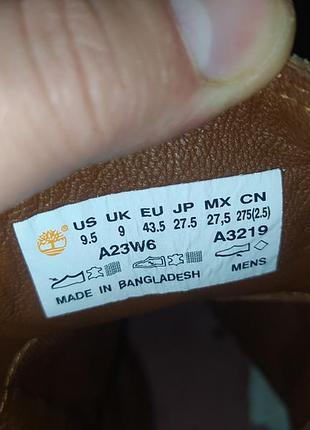 US UK EU JP MX CN
9.5 9 43.5 27.5 27,5 275(2.5)
A23W6 A3219
MADE IN BANGLADESH MENS